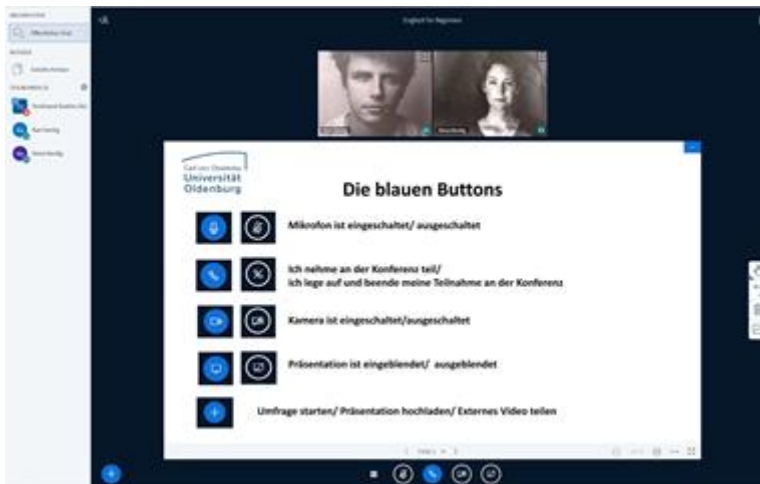 Öffentlicher Chat
Carl von Ossietzky
Universität
Oldenburg
Die blauen Buttons
Mikrofon ist eingeschaltet/ ausgeschaltet
Ich nehme an der Konferenz teil/
Ich lege auf und beende meine Teilnahme an der Konferenz
Kamera ist eingeschaltet/ausgeschaltet
Präsentation ist eingeblendet/ ausgeblendet
Umfrage starten/ Präsentation hochladen/ Externes Video teilen